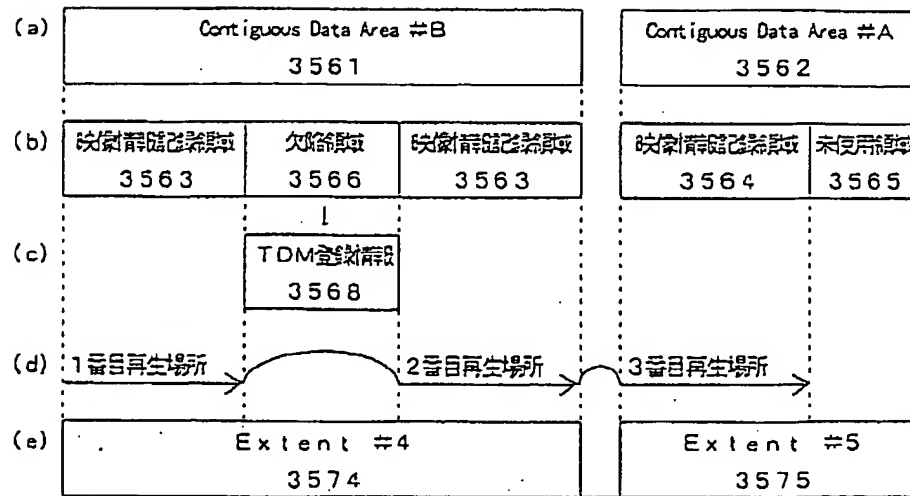 (a) Contiguous Data Area #B Contiguous Data Area #A
3561 3562
(b) 映像情報記録領域 欠陥領域 映像情報記録領域 映像情報記録領域 未使用領域
3563 3566 3563 3564 3565
(c) TDM登録情報
3568
(d) 1番目再生場所 2番目再生場所 3番目再生場所
(e) Extent #4 Extent #5
3574 3575